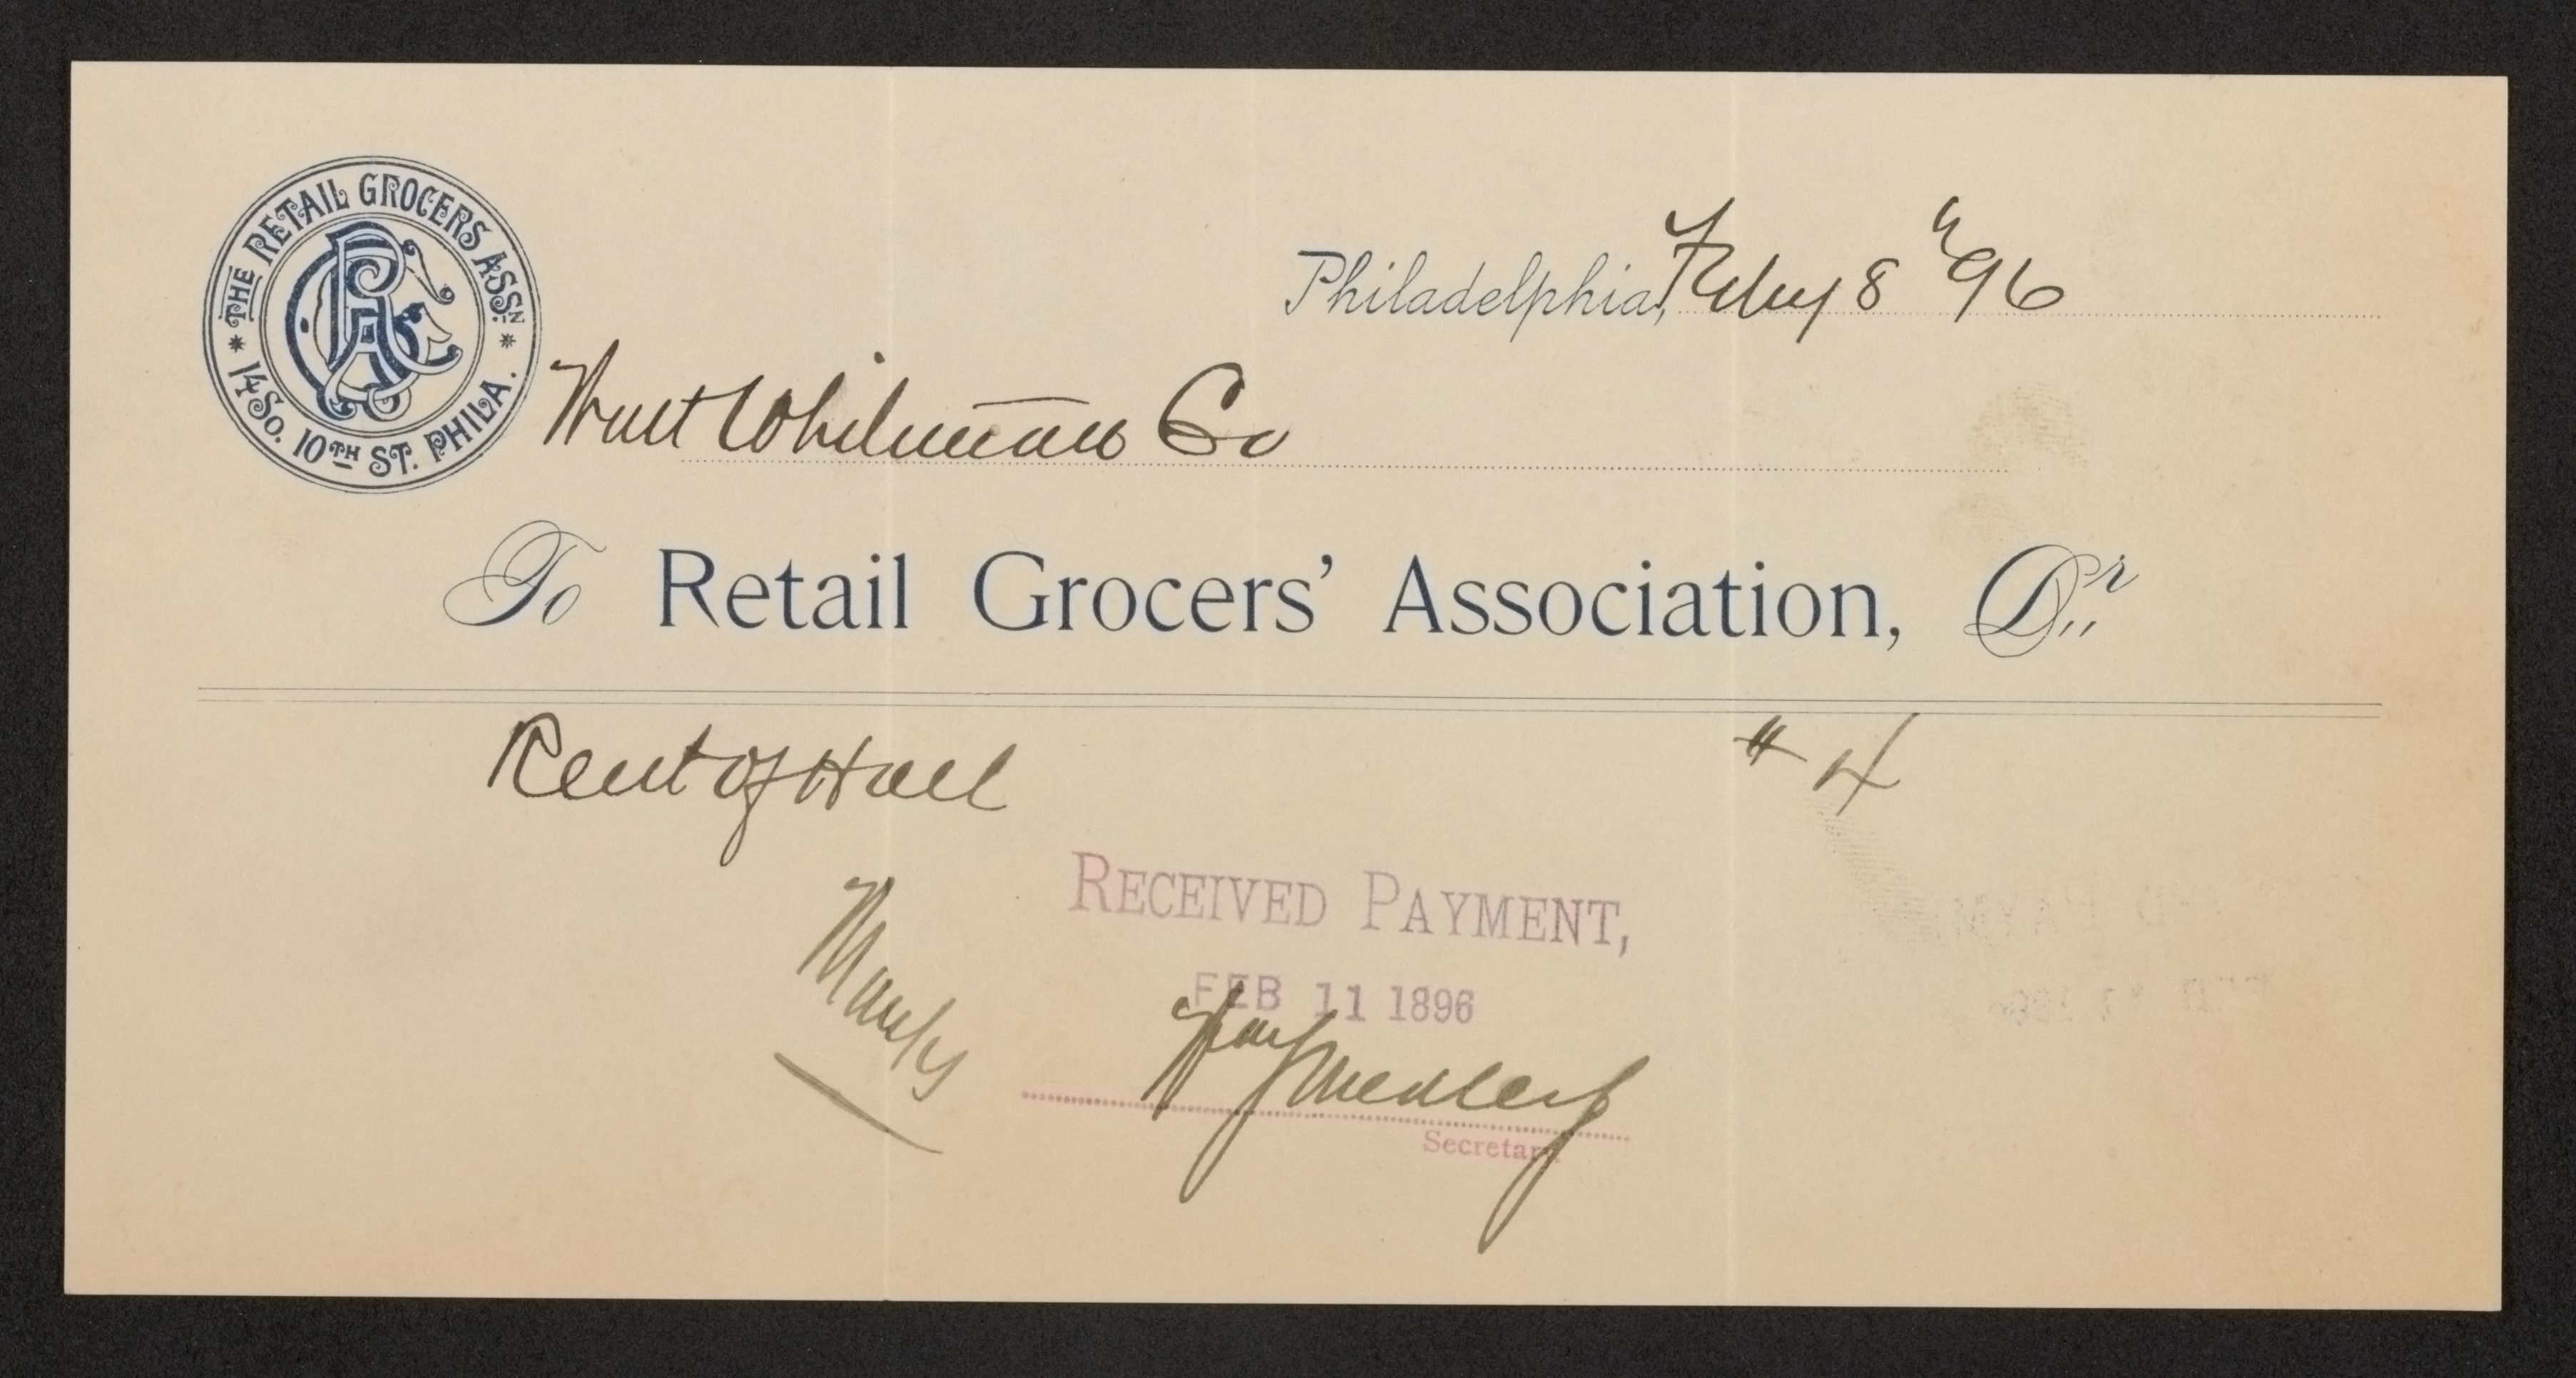 THE RETAIL GROCERS ASSN.
14 SO. 10TH ST. PHILA.
Philadelphia, Feby 8" 96
Walt Whitman Co
To Retail Grocers' Association, Dr.
Rent of Hall "4
RECEIVED PAYMENT,
FEB 11 1896
Secretary